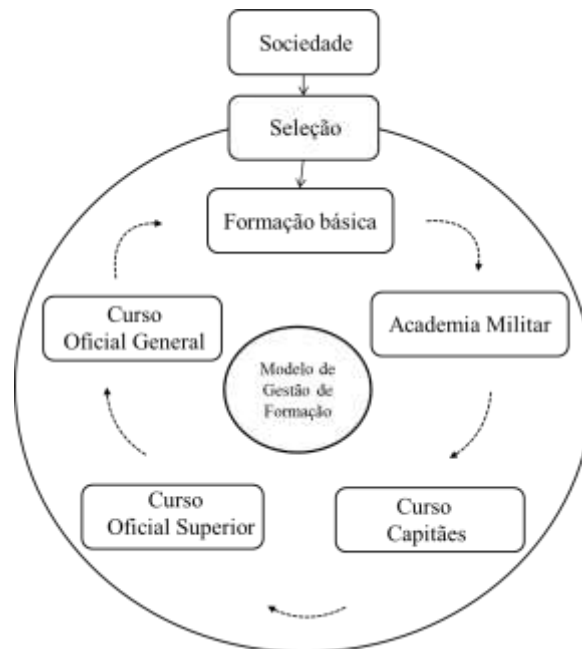 Sociedade
Seleção
Formação básica
Academia Militar
Curso
Capitães
Curso
Oficial Superior
Curso
Oficial General
Modelo de
Gestão de
Formação